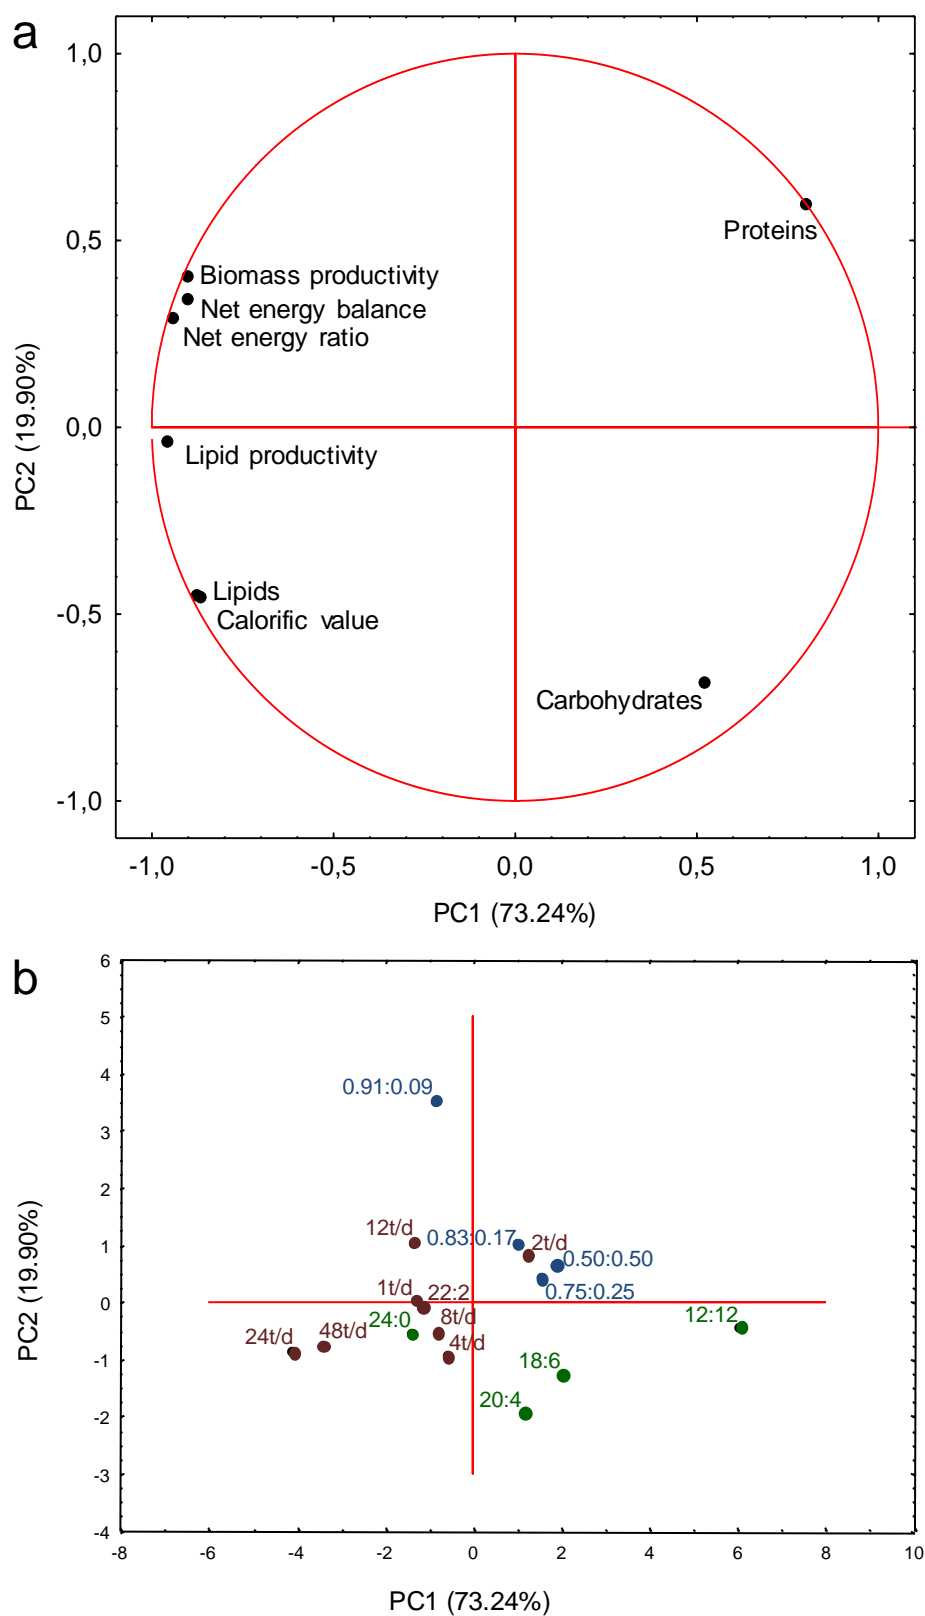 a
1,0
0,5
0,0
-0,5
-1,0
PC2 (19.90%)
Proteins
Biomass productivity
Net energy balance
Net energy ratio
Lipid productivity
Lipids
Calorific value
Carbohydrates
-1,0 -0,5 0,0 0,5 1,0
PC1 (73.24%)
b
6
5
4
3
2
1
0
-1
-2
-3
-4
PC2 (19.90%)
0.91:0.09
12t/d
0.83:0.17
2t/d
0.50:0.50
0.75:0.25
1t/d
22:2
24:0
8t/d
12:12
24t/d
48t/d
4t/d
18:6
20:4
-8 -6 -4 -2 0 2 4 6 8 10
PC1 (73.24%)